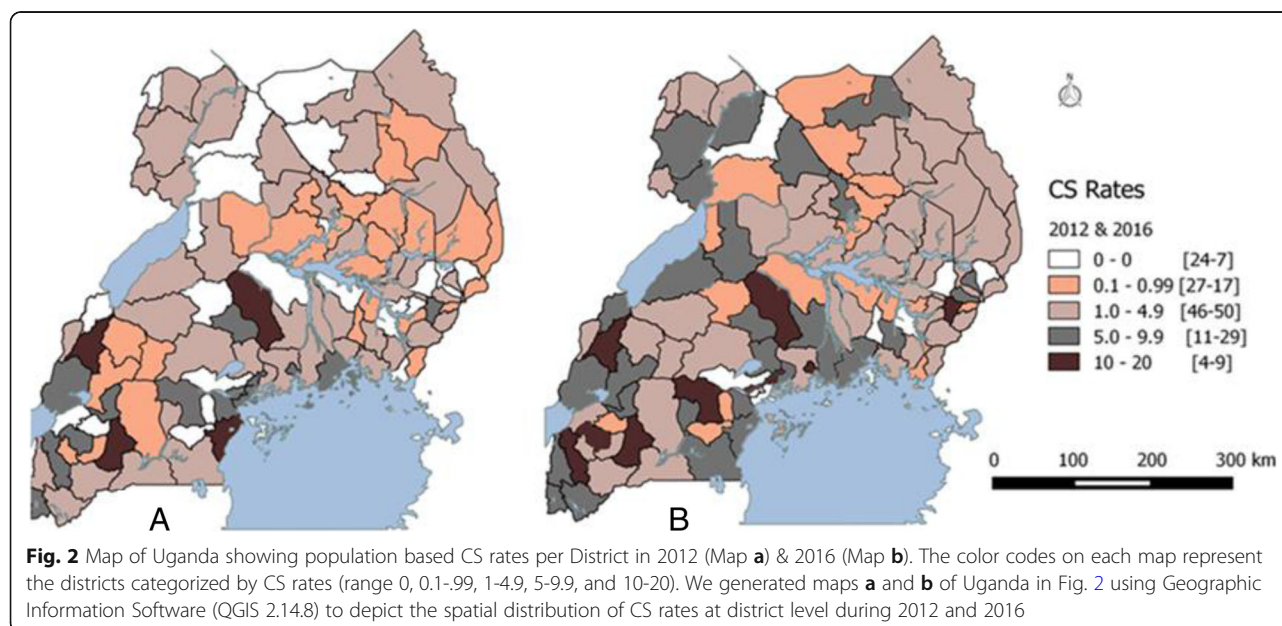 N
CS Rates
2012 & 2016
0 - 0 [24-7]
0.1 - 0.99 [27-17]
1.0 - 4.9 [46-50]
5.0 - 9.9 [11-29]
10 - 20 [4-9]
0 100 200 300 km
A
B
Fig. 2 Map of Uganda showing population based CS rates per District in 2012 (Map a) & 2016 (Map b). The color codes on each map represent
the districts categorized by CS rates (range 0, 0.1-.99, 1-4.9, 5-9.9, and 10-20). We generated maps a and b of Uganda in Fig. 2 using Geographic
Information Software (QGIS 2.14.8) to depict the spatial distribution of CS rates at district level during 2012 and 2016